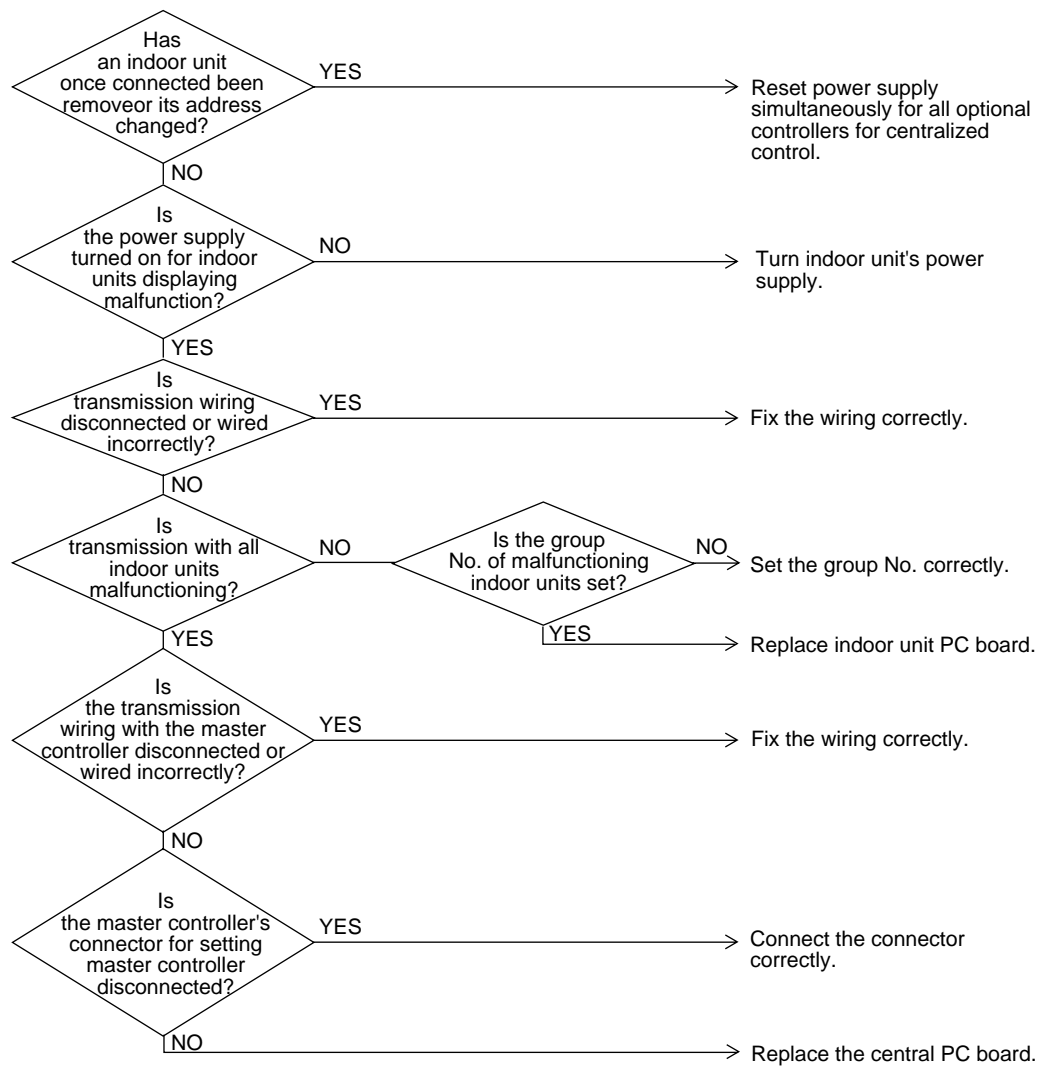 Has
an indoor unit
once connected been
removeor its address
changed?
YES
Reset power supply
simultaneously for all optional
controllers for centralized
control.
NO
Is
the power supply
turned on for indoor
units displaying
malfunction?
NO
Turn indoor unit's power
supply.
YES
Is
transmission wiring
disconnected or wired
incorrectly?
YES
Fix the wiring correctly.
NO
Is
transmission with all
indoor units
malfunctioning?
NO
Is the group
No. of malfunctioning
indoor units set?
NO
Set the group No. correctly.
YES
Replace indoor unit PC board.
YES
Is
the transmission
wiring with the master
controller disconnected or
wired incorrectly?
YES
Fix the wiring correctly.
NO
Is
the master controller's
connector for setting
master controller
disconnected?
YES
Connect the connector
correctly.
NO
Replace the central PC board.